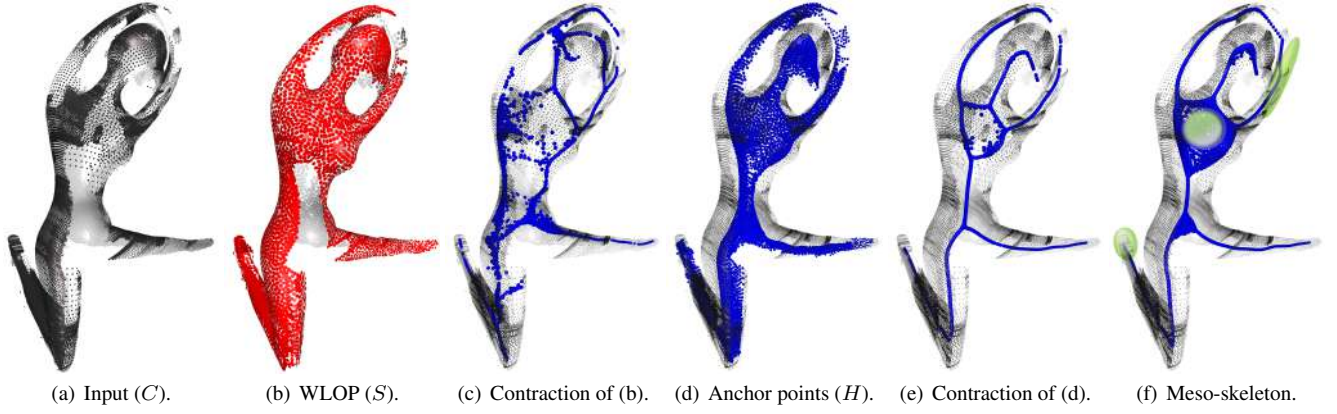 (a) Input (C). (b) WLOP (S). (c) Contraction of (b). (d) Anchor points (H). (e) Contraction of (d). (f) Meso-skeleton.